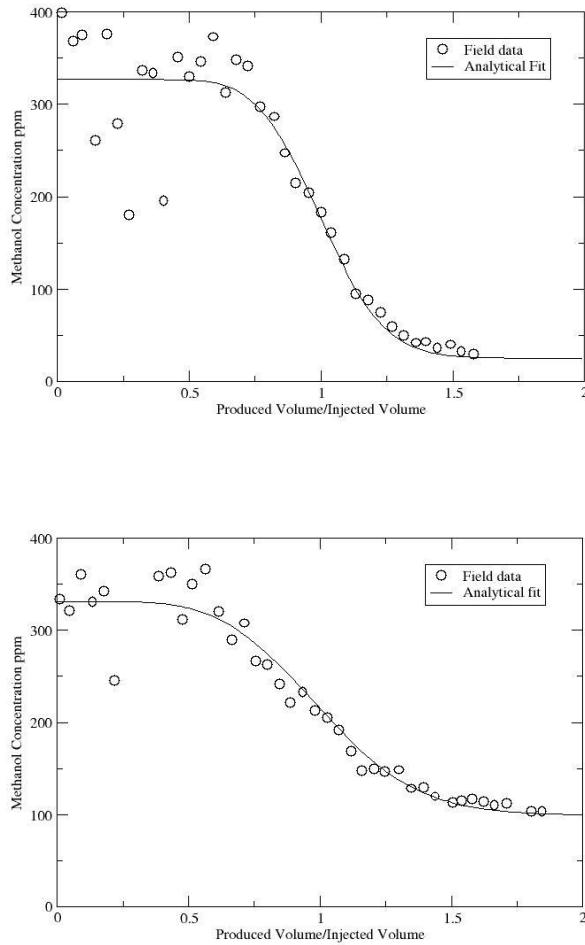 400
300
200
100
0
Methanol Concentration ppm
Field data
Analytical Fit
0
0.5
1
1.5
2
Produced Volume/Injected Volume
400
300
200
100
0
Methanol Concentration ppm
Field data
Analytical fit
0
0.5
1
1.5
2
Produced Volume/Injected Volume